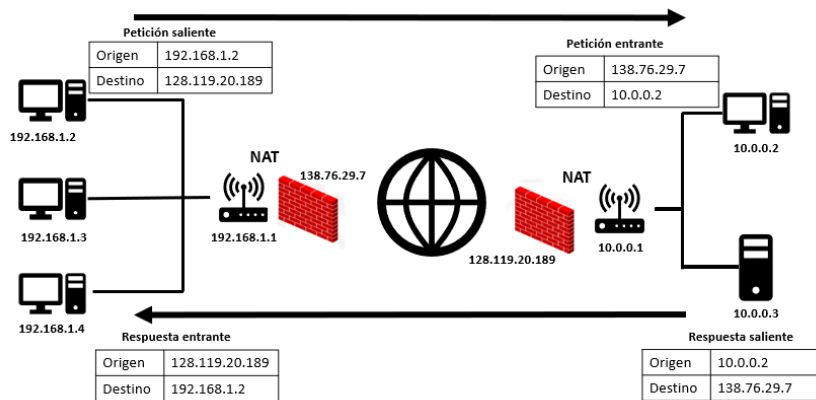 Petición saliente
Origen 192.168.1.2
Destino 128.119.20.189
Petición entrante
Origen 138.76.29.7
Destino 10.0.0.2
192.168.1.2
10.0.0.2
NAT
138.76.29.7
NAT
192.168.1.3
192.168.1.1
10.0.0.1
128.119.20.189
192.168.1.4
10.0.0.3
Respuesta entrante
Origen 128.119.20.189
Destino 192.168.1.2
Respuesta saliente
Origen 10.0.0.2
Destino 138.76.29.7